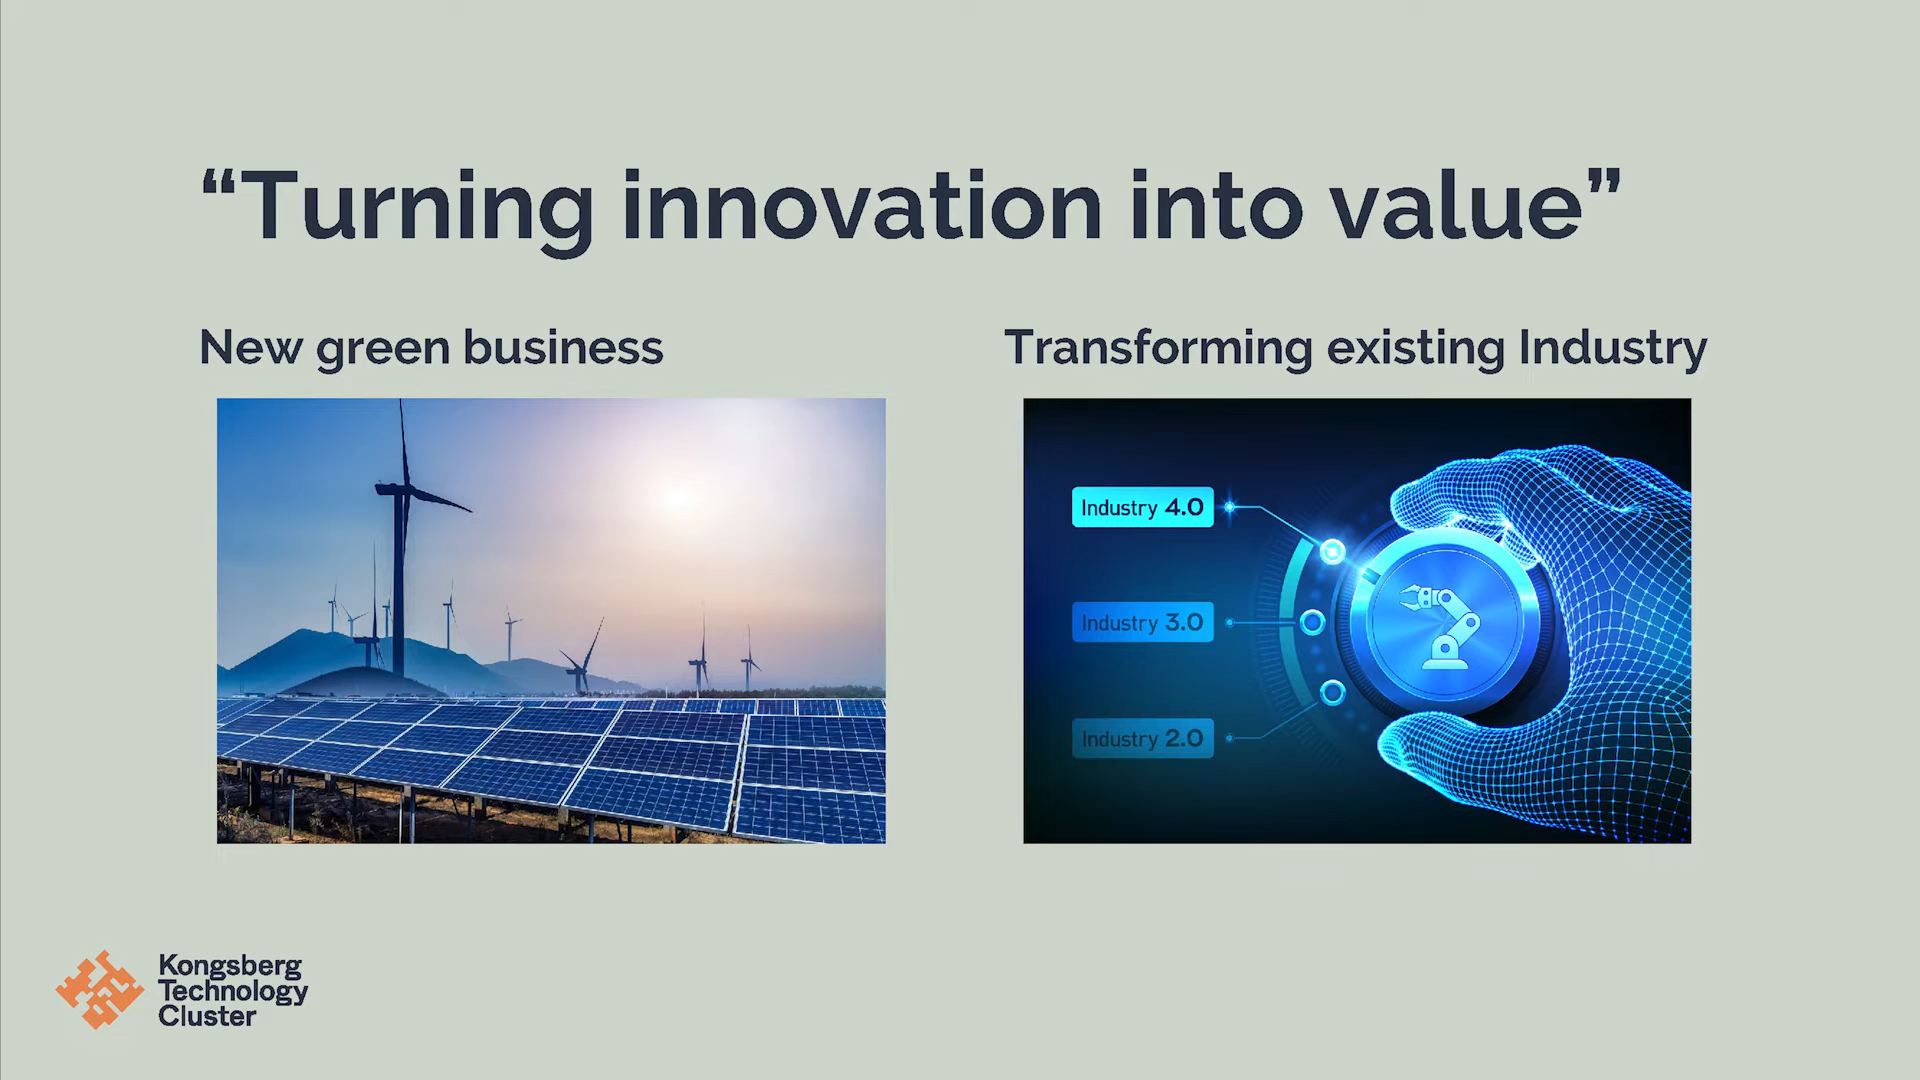 “Turning innovation into value”
New green business
Transforming existing Industry
Industry 4.0
Industry 3.0
Industry 2.0
Kongsberg
Technology
Cluster